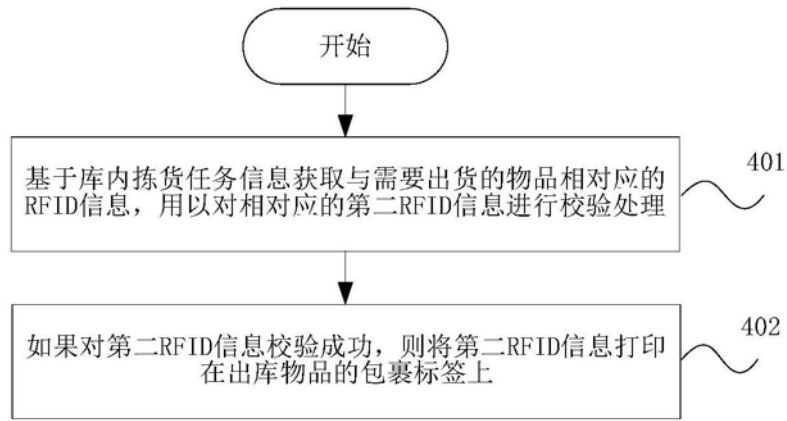 开始
基于库内拣货任务信息获取与需要出货的物品相对应的
RFID信息，用以对相对应的第二RFID信息进行校验处理
401
如果对第二RFID信息校验成功，则将第二RFID信息打印
在出库物品的包裹标签上
402